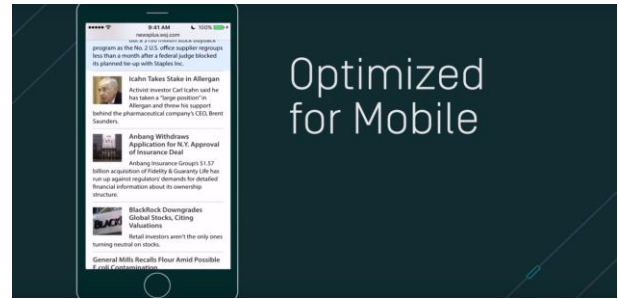 9:41 AM
100%
newsplus.wsj.com
program as the No. 2 U.S. office supplier regroups
less than a month after a federal judge blocked
its planned tie-up with Staples Inc.
Icahn Takes Stake in Allergan
Activist investor Carl Icahn said he
has taken a "large position" in
Allergan and threw his support
behind the pharmaceutical company's CEO, Brent
Saunders.
Anbang Withdraws
Application for N.Y. Approval
of Insurance Deal
Anbang Insurance Group's $1.57
billion acquisition of Fidelity & Guaranty Life has
run up against regulators' demands for detailed
financial information about its ownership
structure.
BLACK
BlackRock Downgrades
Global Stocks, Citing
Valuations
Retail investors aren't the only ones
turning neutral on stocks.
General Mills Recalls Flour Amid Possible
E.coli Contamination
Optimized
for Mobile